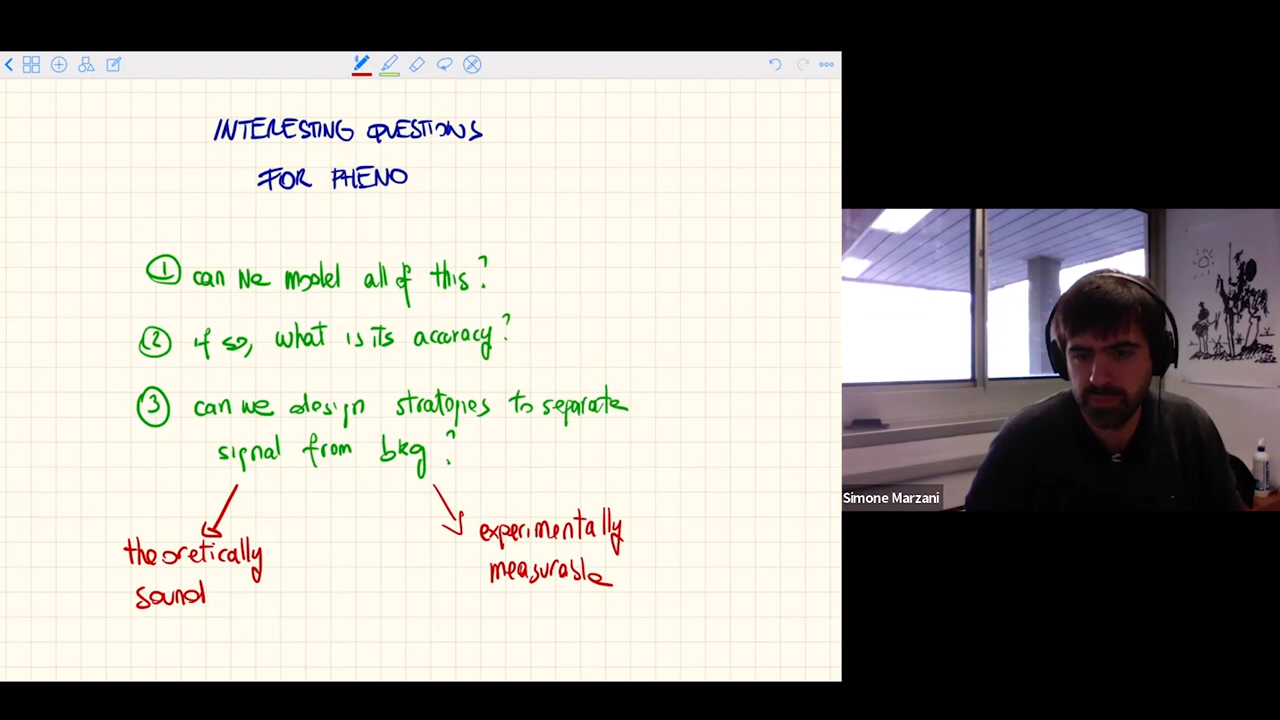 INTERESTING QUESTIONS
FOR PHENO
1 can we model all of this?
2 if so, what is its accuracy?
3 can we design stratopies to separate
signal from bkg?
theoretically
sound
experimentally
measurable
Simone Marzani